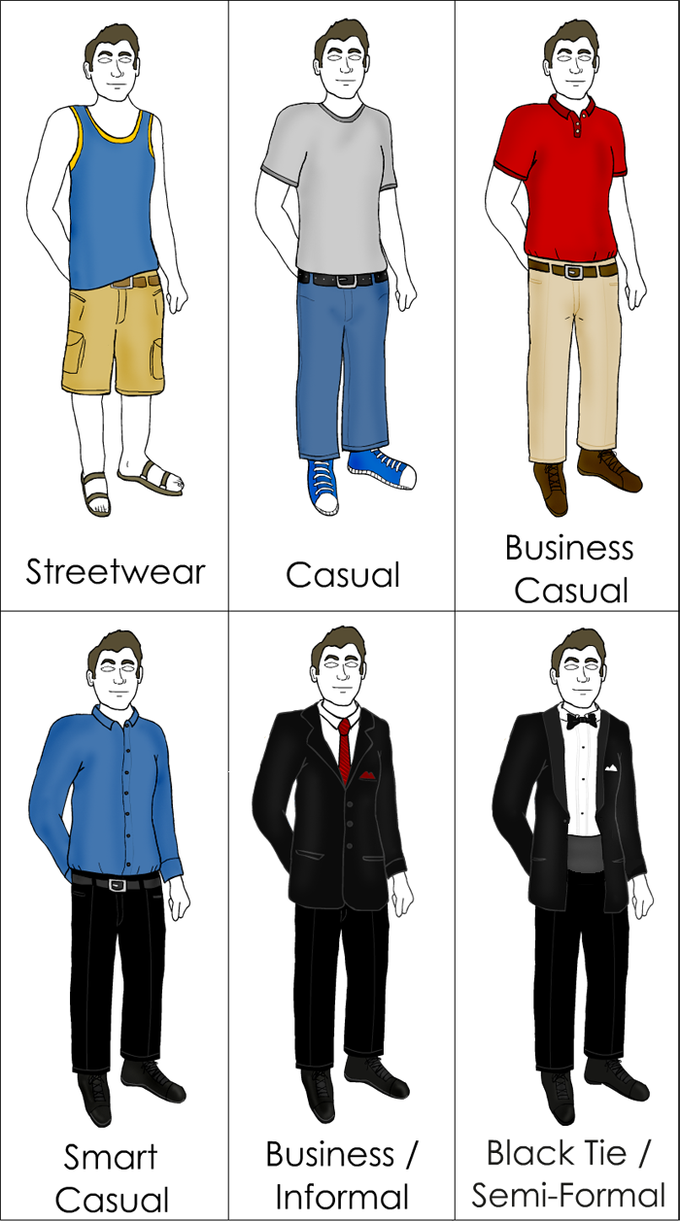 Streetwear
Casual
Business
Casual
Smart
Casual
Business /
Informal
Black Tie /
Semi-Formal